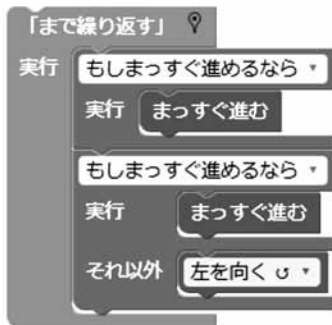 「まで繰り返す」
実行 もしまっすぐ進めるなら
実行 まっすぐ進む
もしまっすぐ進めるなら
実行 まっすぐ進む
それ以外 左を向く ↺